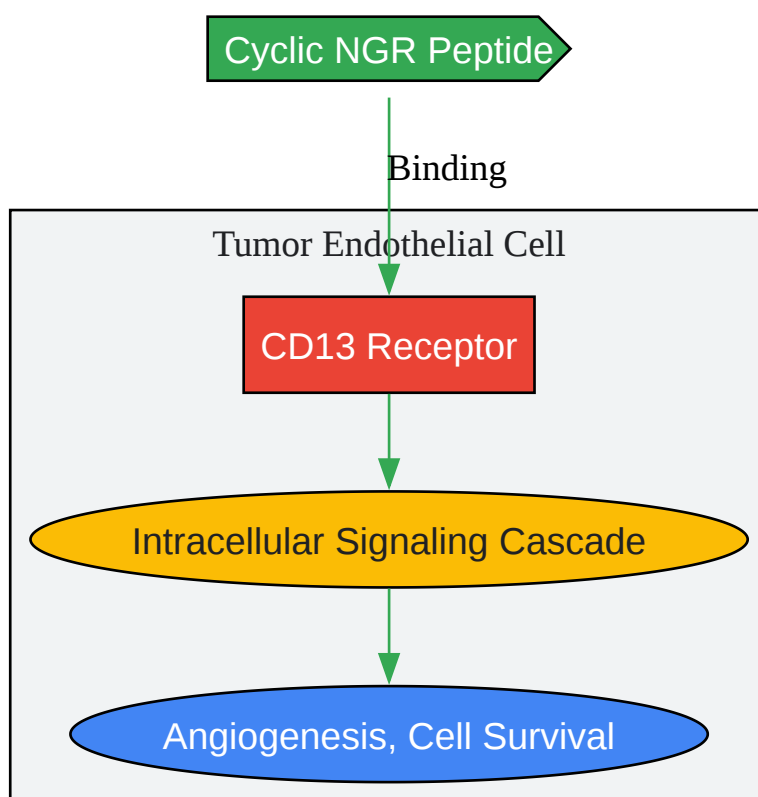 Cyclic NGR Peptide
Binding
Tumor Endothelial Cell
CD13 Receptor
Intracellular Signaling Cascade
Angiogenesis, Cell Survival